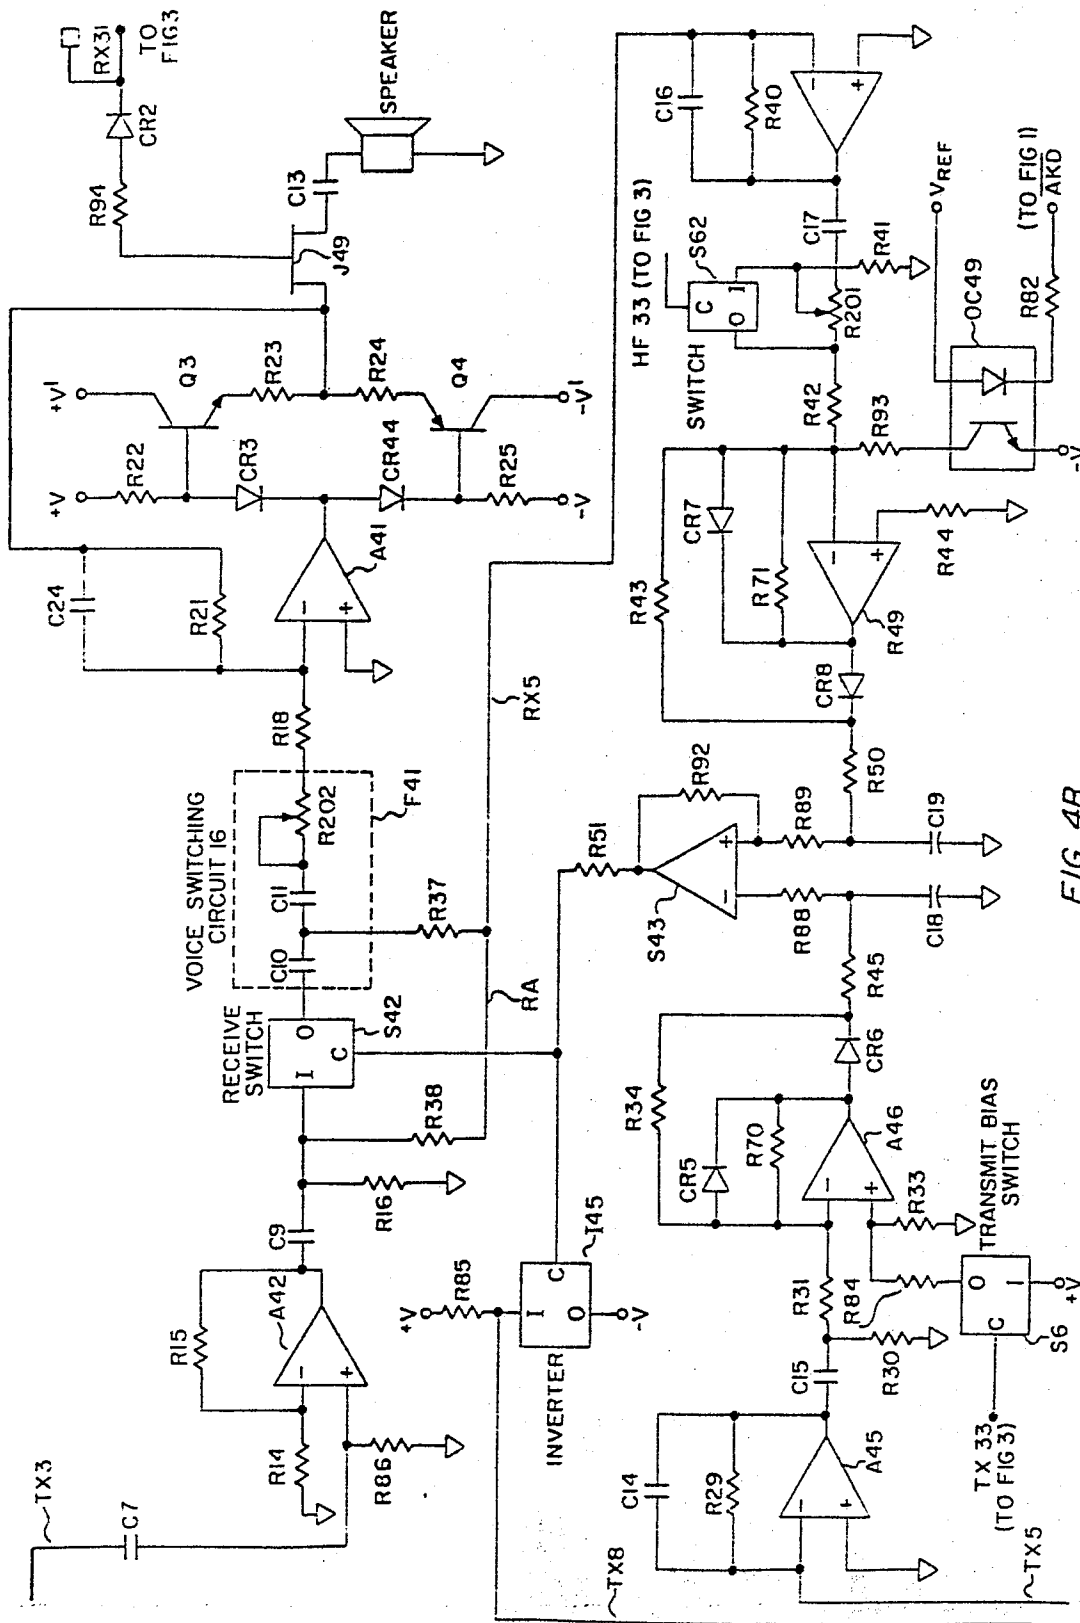 TX3
C7
R14
R86
R15
A42
C9
R16
R38
RECEIVE
SWITCH
I
O
C
S42
VOICE SWITCHING
CIRCUIT 16
C10
C11
R202
F41
R37
RA
RX5
R18
C24
R21
A41
−
+
+V
R22
CR3
CR44
R25
-V
+V'
Q3
R23
R24
Q4
-V'
J49
C13
SPEAKER
R94
CR2
RX31
TO
FIG3
+V
R85
I
C
O
-V
I45
INVERTER
TX8
TX5
C14
R29
A45
−
+
C15
R30
R31
R84
R33
CR5
R70
R34
A46
−
+
CR6
R45
TRANSMIT BIAS
SWITCH
C
O
I
+V
S6
TX 33
(TO FIG 3)
R88
C18
R89
C19
S43
−
+
R92
R51
R50
CR8
R43
CR7
R71
R49
−
+
R44
R42
R93
-V
OC49
VREF
(TO FIG 1)
AKD
R82
HF 33 (TO FIG 3)
SWITCH
C
O
I
S62
R201
R41
C17
C16
R40
−
+
FIG. 4B